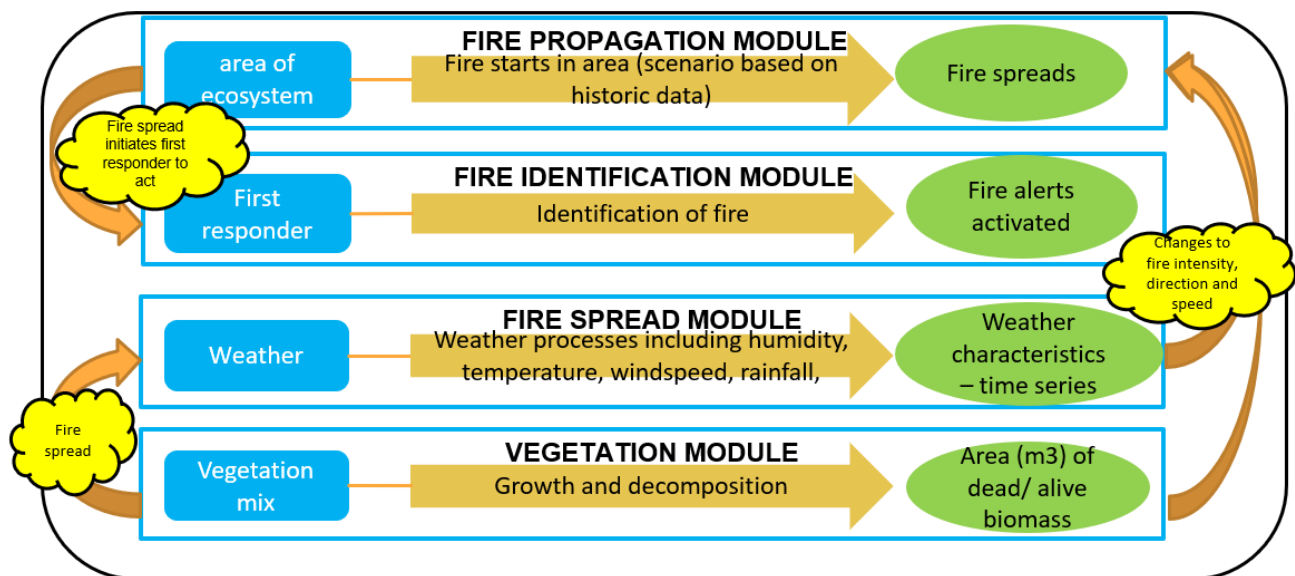 FIRE PROPAGATION MODULE
area of
ecosystem
Fire starts in area (scenario based on
historic data)
Fire spreads
Fire spread
initiates first
responder to
act
FIRE IDENTIFICATION MODULE
First
responder
Identification of fire
Fire alerts
activated
Changes to
fire intensity,
direction and
speed
FIRE SPREAD MODULE
Weather
Weather processes including humidity,
temperature, windspeed, rainfall,
Weather
characteristics
– time series
Fire
spread
VEGETATION MODULE
Vegetation
mix
Growth and decomposition
Area (m3) of
dead/ alive
biomass